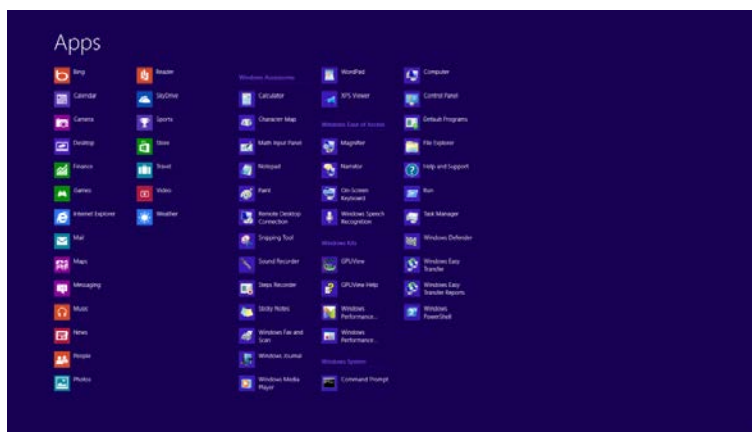 Apps
Bing
Calendar
Camera
Desktop
Finance
Games
Internet Explorer
Mail
Maps
Messaging
Music
News
People
Photos
Reader
SkyDrive
Sports
Store
Travel
Video
Weather
Windows Accessories
Calculator
Character Map
Math Input Panel
Notepad
Paint
Remote Desktop
Connection
Snipping Tool
Sound Recorder
Steps Recorder
Sticky Notes
Windows Fax and
Scan
Windows Journal
Windows Media
Player
WordPad
XPS Viewer
Windows Ease of Access
Magnifier
Narrator
On-Screen
Keyboard
Windows Speech
Recognition
Windows Kits
GPUView
GPUView Help
Windows
Performance...
Windows
Performance...
Windows System
Command Prompt
Computer
Control Panel
Default Programs
File Explorer
Help and Support
Run
Task Manager
Windows Defender
Windows Easy
Transfer
Windows Easy
Transfer Reports
Windows
PowerShell